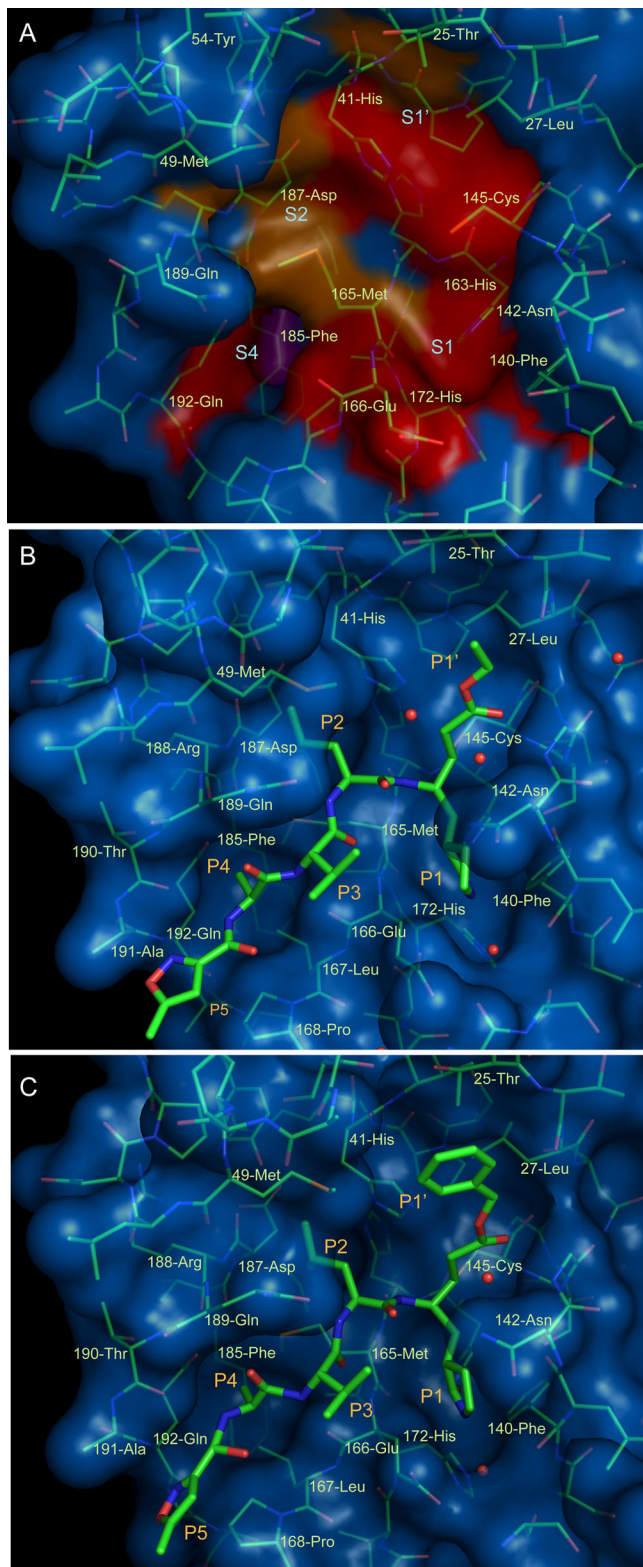 A
54-Tyr
25-Thr
41-His
S1’
27-Leu
49-Met
187-Asp
145-Cys
S2
189-Gln
165-Met
163-His
142-Asn
185-Phe
S4
S1
140-Phe
192-Gln
166-Glu
172-His
B
25-Thr
41-His
27-Leu
P1’
49-Met
P2
145-Cys
188-Arg
187-Asp
189-Gln
142-Asn
190-Thr
185-Phe
165-Met
P4
P1
P3
172-His
140-Phe
192-Gln
166-Glu
191-Ala
167-Leu
P5
168-Pro
C
25-Thr
41-His
27-Leu
49-Met
P1’
P2
188-Arg
187-Asp
145-Cys
189-Gln
142-Asn
190-Thr
185-Phe
165-Met
P4
P1
P3
192-Gln
140-Phe
166-Glu
172-His
191-Ala
167-Leu
P5
168-Pro